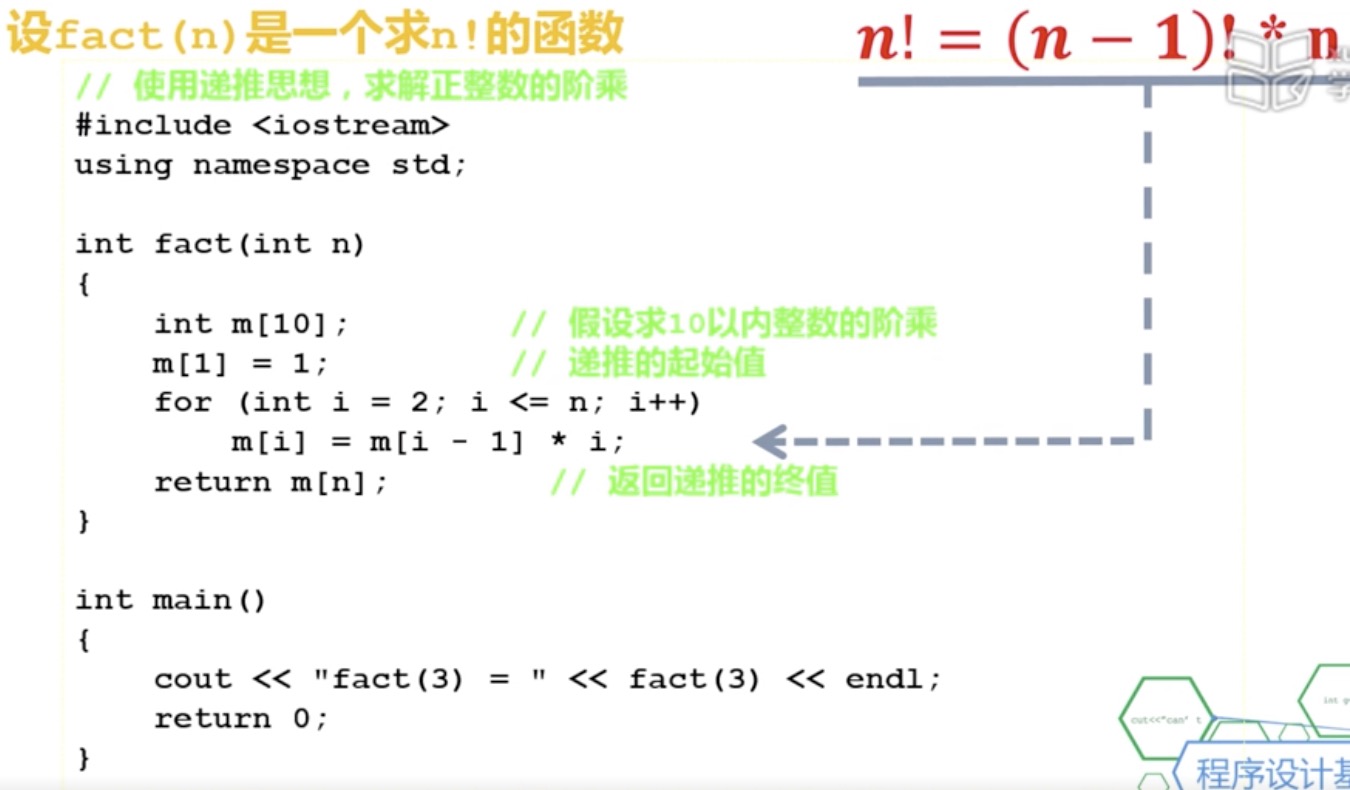 设fact(n)是一个求n!的函数
n! = (n − 1)! * n
// 使用递推思想，求解正整数的阶乘
#include <iostream>
using namespace std;
int fact(int n)
{
int m[10]; // 假设求10以内整数的阶乘
m[1] = 1; // 递推的起始值
for (int i = 2; i <= n; i++)
m[i] = m[i - 1] * i;
return m[n]; // 返回递推的终值
}
int main()
{
cout << "fact(3) = " << fact(3) << endl;
return 0;
}
cut<<"can' t
int
程序设计基